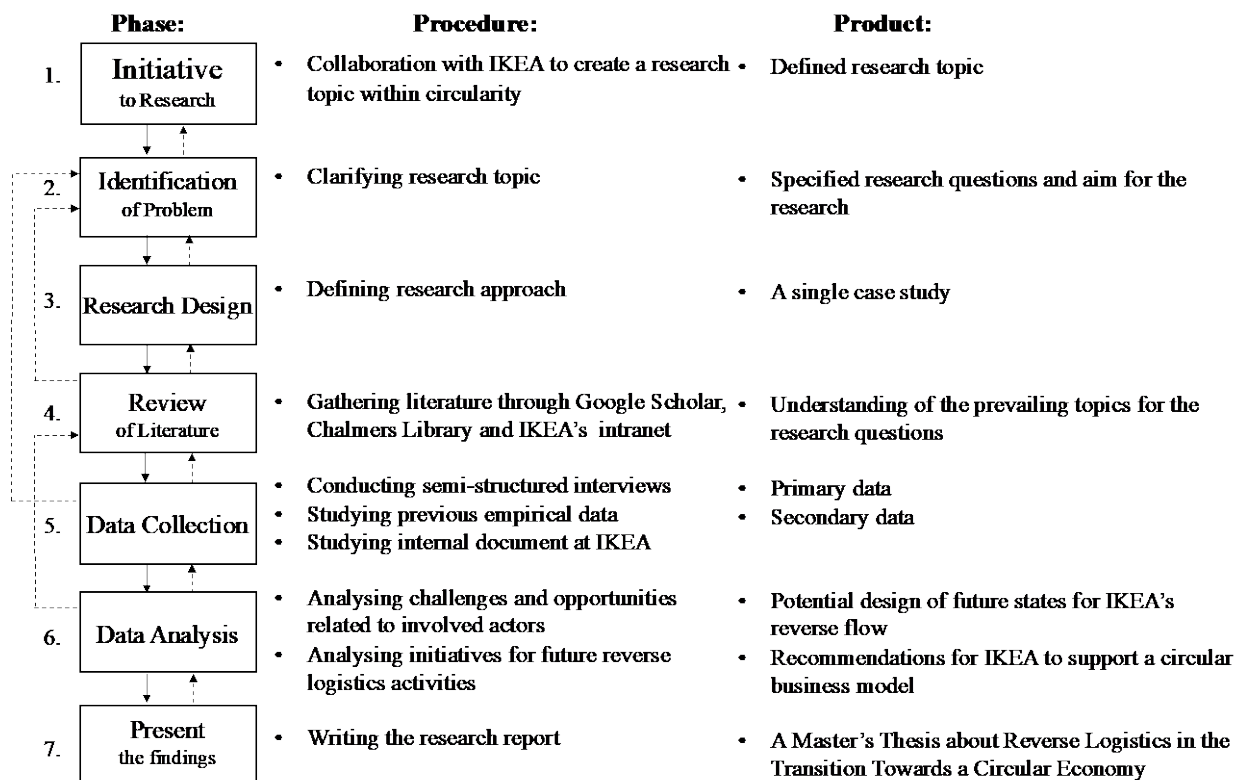 Phase: Procedure: Product:
1. Initiative
to Research
• Collaboration with IKEA to create a research
topic within circularity
• Defined research topic
2. Identification
of Problem
• Clarifying research topic
• Specified research questions and aim for the
research
3. Research Design
• Defining research approach
• A single case study
4. Review
of Literature
• Gathering literature through Google Scholar,
Chalmers Library and IKEA's intranet
• Understanding of the prevailing topics for the
research questions
5. Data Collection
• Conducting semi-structured interviews
• Studying previous empirical data
• Studying internal document at IKEA
• Primary data
• Secondary data
6. Data Analysis
• Analysing challenges and opportunities
related to involved actors
• Analysing initiatives for future reverse
logistics activities
• Potential design of future states for IKEA's
reverse flow
• Recommendations for IKEA to support a circular
business model
7. Present
the findings
• Writing the research report
• A Master's Thesis about Reverse Logistics in the
Transition Towards a Circular Economy